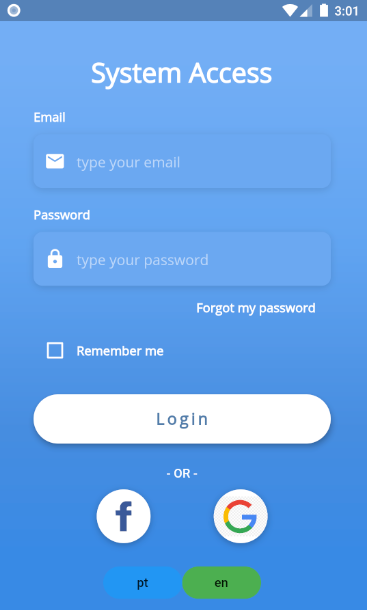 3:01
System Access
Email
type your email
Password
type your password
Forgot my password
Remember me
Login
- OR -
f
G
pt en